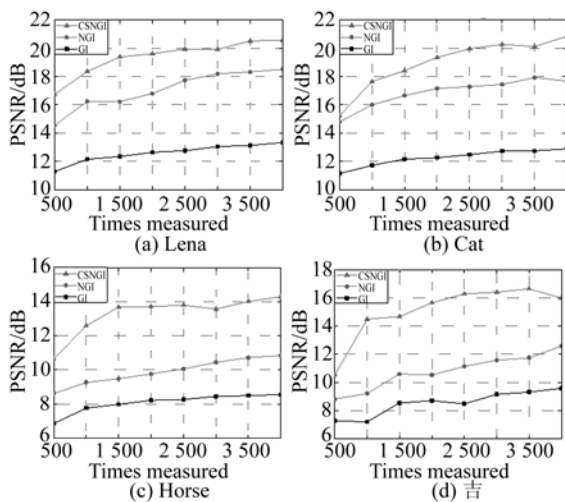 22
20
18
16
14
12
10
PSNR/dB
CSNGI
NGI
GI
500 1 500 2 500 3 500
Times measured
(a) Lena
22
20
18
16
14
12
10
PSNR/dB
CSNGI
NGI
GI
500 1 500 2 500 3 500
Times measured
(b) Cat
16
14
12
10
8
6
PSNR/dB
CSNGI
NGI
GI
500 1 500 2 500 3 500
Times measured
(c) Horse
18
16
14
12
10
8
6
PSNR/dB
CSNGI
NGI
GI
500 1 500 2 500 3 500
Times measured
(d) 吉